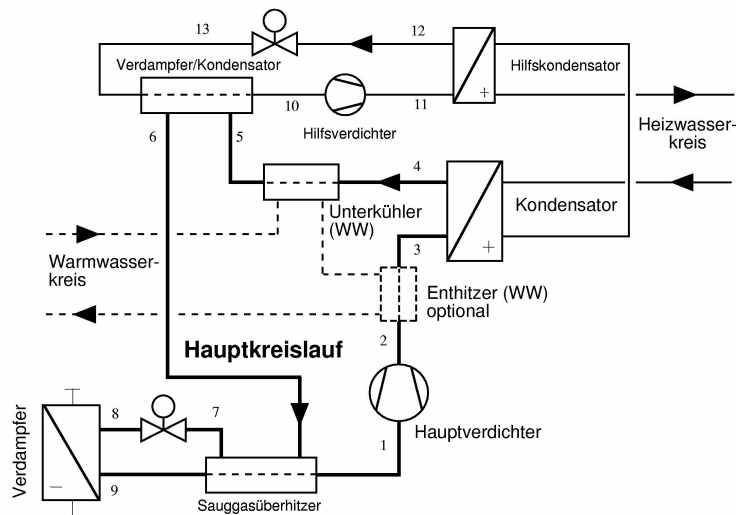 13
12
Verdampfer/Kondensator
Hilfskondensator
10
11
+
6
5
Hilfsverdichter
Heizwasser-
kreis
4
Unterkühler
(WW)
Kondensator
3
+
Warmwasser-
kreis
Enthitzer (WW)
optional
2
Hauptkreislauf
Verdampfer
8
7
Hauptverdichter
1
−
9
Sauggasüberhitzer